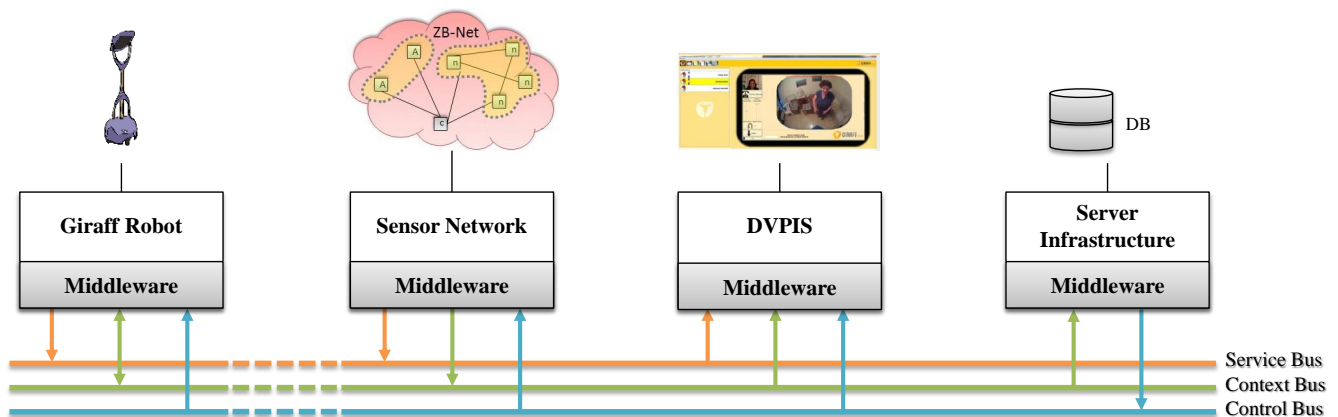 ZB-Net
A
A
n
n
n
n
c
DB
Giraff Robot
Sensor Network
DVPIS
Server
Infrastructure
Middleware
Middleware
Middleware
Middleware
Service Bus
Context Bus
Control Bus